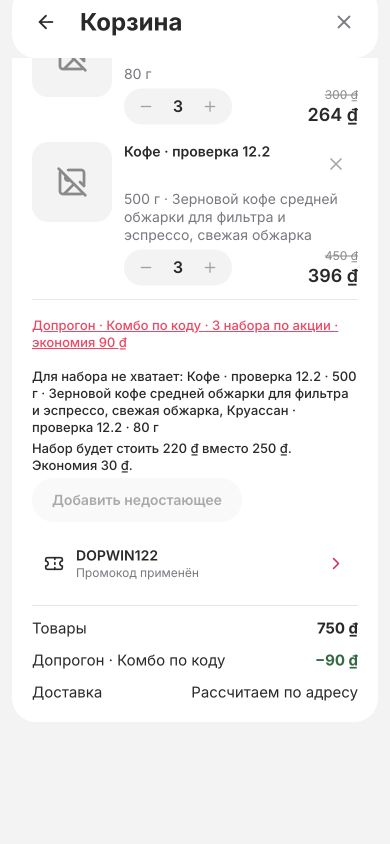 Корзина
80 г
300 ₫
− 3 +
264 ₫
Кофе · проверка 12.2
500 г · Зерновой кофе средней
обжарки для фильтра и
эспрессо, свежая обжарка
450 ₫
− 3 +
396 ₫
Допрогон · Комбо по коду · 3 набора по акции ·
экономия 90 ₫
Для набора не хватает: Кофе · проверка 12.2 · 500
г · Зерновой кофе средней обжарки для фильтра
и эспрессо, свежая обжарка, Круассан ·
проверка 12.2 · 80 г
Набор будет стоить 220 ₫ вместо 250 ₫.
Экономия 30 ₫.
Добавить недостающее
DOPWIN122
Промокод применён
Товары 750 ₫
Допрогон · Комбо по коду −90 ₫
Доставка Рассчитаем по адресу